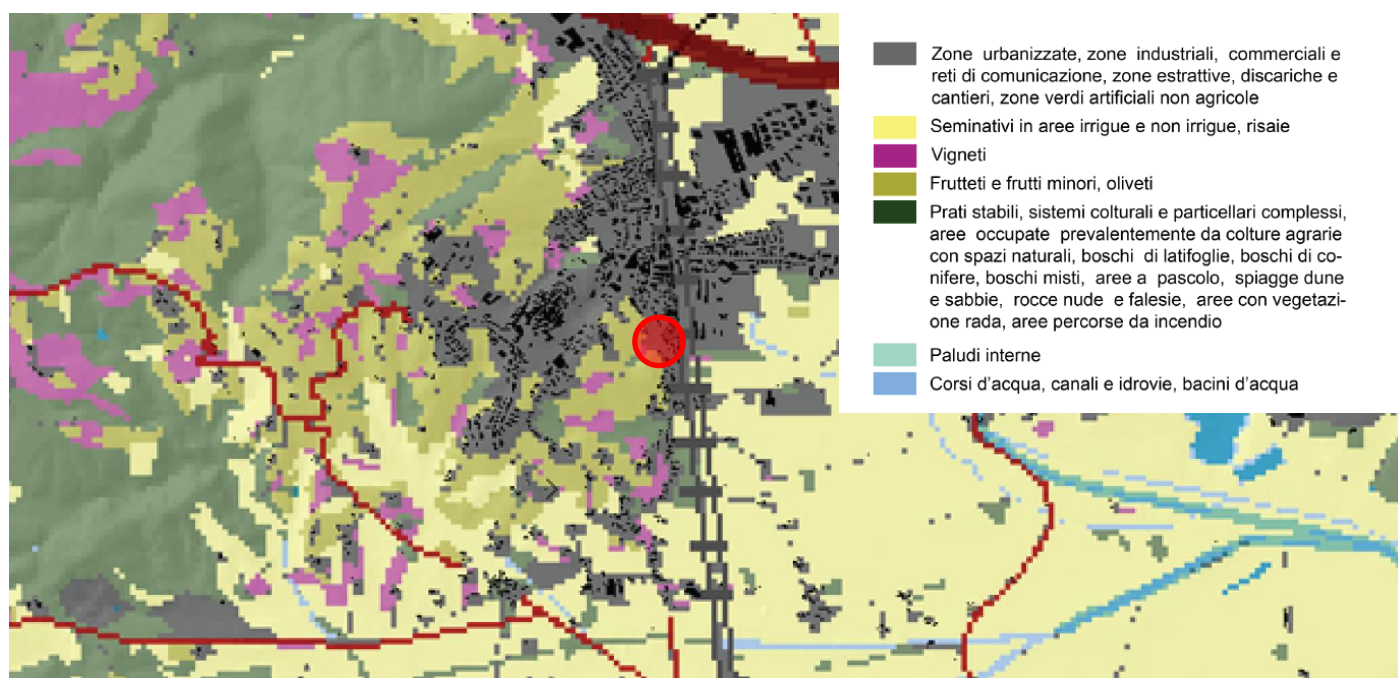 Zone urbanizzate, zone industriali, commerciali e
reti di comunicazione, zone estrattive, discariche e
cantieri, zone verdi artificiali non agricole
Seminativi in aree irrigue e non irrigue, risaie
Vigneti
Frutteti e frutti minori, oliveti
Prati stabili, sistemi colturali e particellari complessi,
aree occupate prevalentemente da colture agrarie
con spazi naturali, boschi di latifoglie, boschi di co-
nifere, boschi misti, aree a pascolo, spiagge dune
e sabbie, rocce nude e falesie, aree con vegetazi-
one rada, aree percorse da incendio
Paludi interne
Corsi d'acqua, canali e idrovie, bacini d'acqua